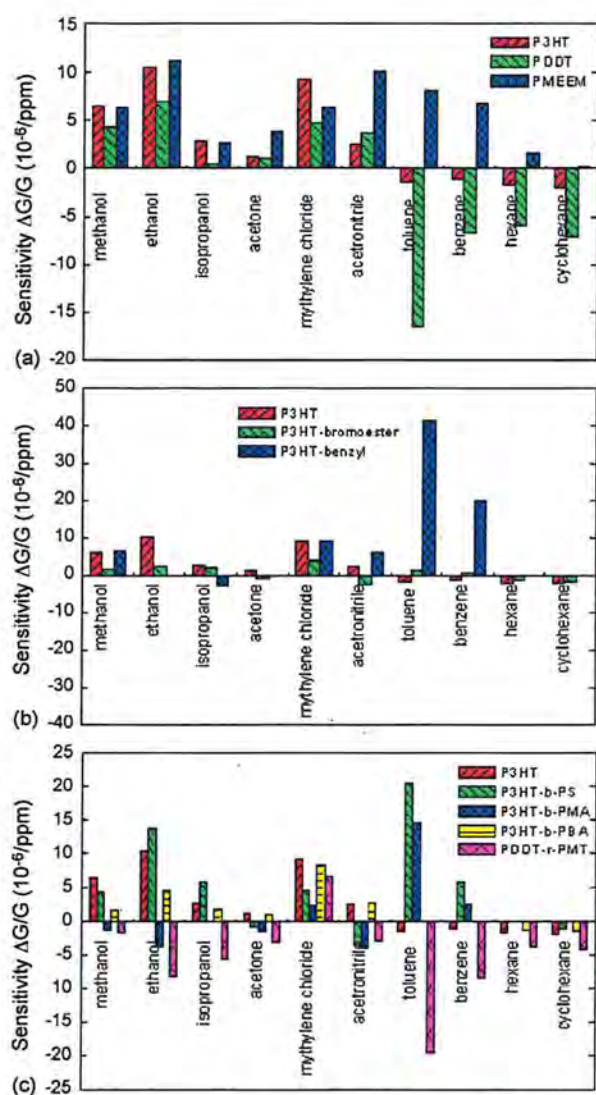 Sensitivity ΔG/G (10⁻⁶/ppm)
15
10
5
0
-5
-10
-15
-20
P3HT
PDDT
PMEEM
methanol
ethanol
isopropanol
acetone
mythylene chloride
acetronitrile
toluene
benzene
hexane
cyclohexane
(a)
Sensitivity ΔG/G (10⁻⁶/ppm)
50
40
30
20
10
0
-10
-20
-30
-40
P3HT
P3HT-bromoester
P3HT-benzyl
methanol
ethanol
isopropanol
acetone
mythylene chloride
acetronitrile
toluene
benzene
hexane
cyclohexane
(b)
Sensitivity ΔG/G (10⁻⁶/ppm)
25
20
15
10
5
0
-5
-10
-15
-20
-25
P3HT
P3HT-b-PS
P3HT-b-PMA
P3HT-b-PBA
PDDT-r-PMT
methanol
ethanol
isopropanol
acetone
mythylene chloride
acetronitrile
toluene
benzene
hexane
cyclohexane
(c)